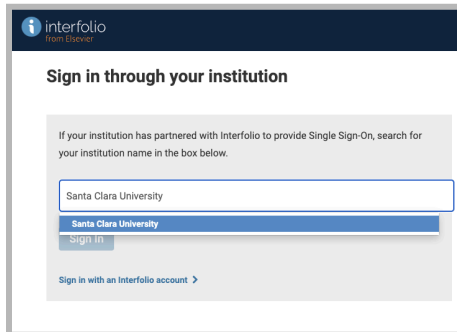 interfolio
from Elsevier
Sign in through your institution
If your institution has partnered with Interfolio to provide Single Sign-On, search for
your institution name in the box below.
Santa Clara University
Santa Clara University
Sign In
Sign in with an Interfolio account